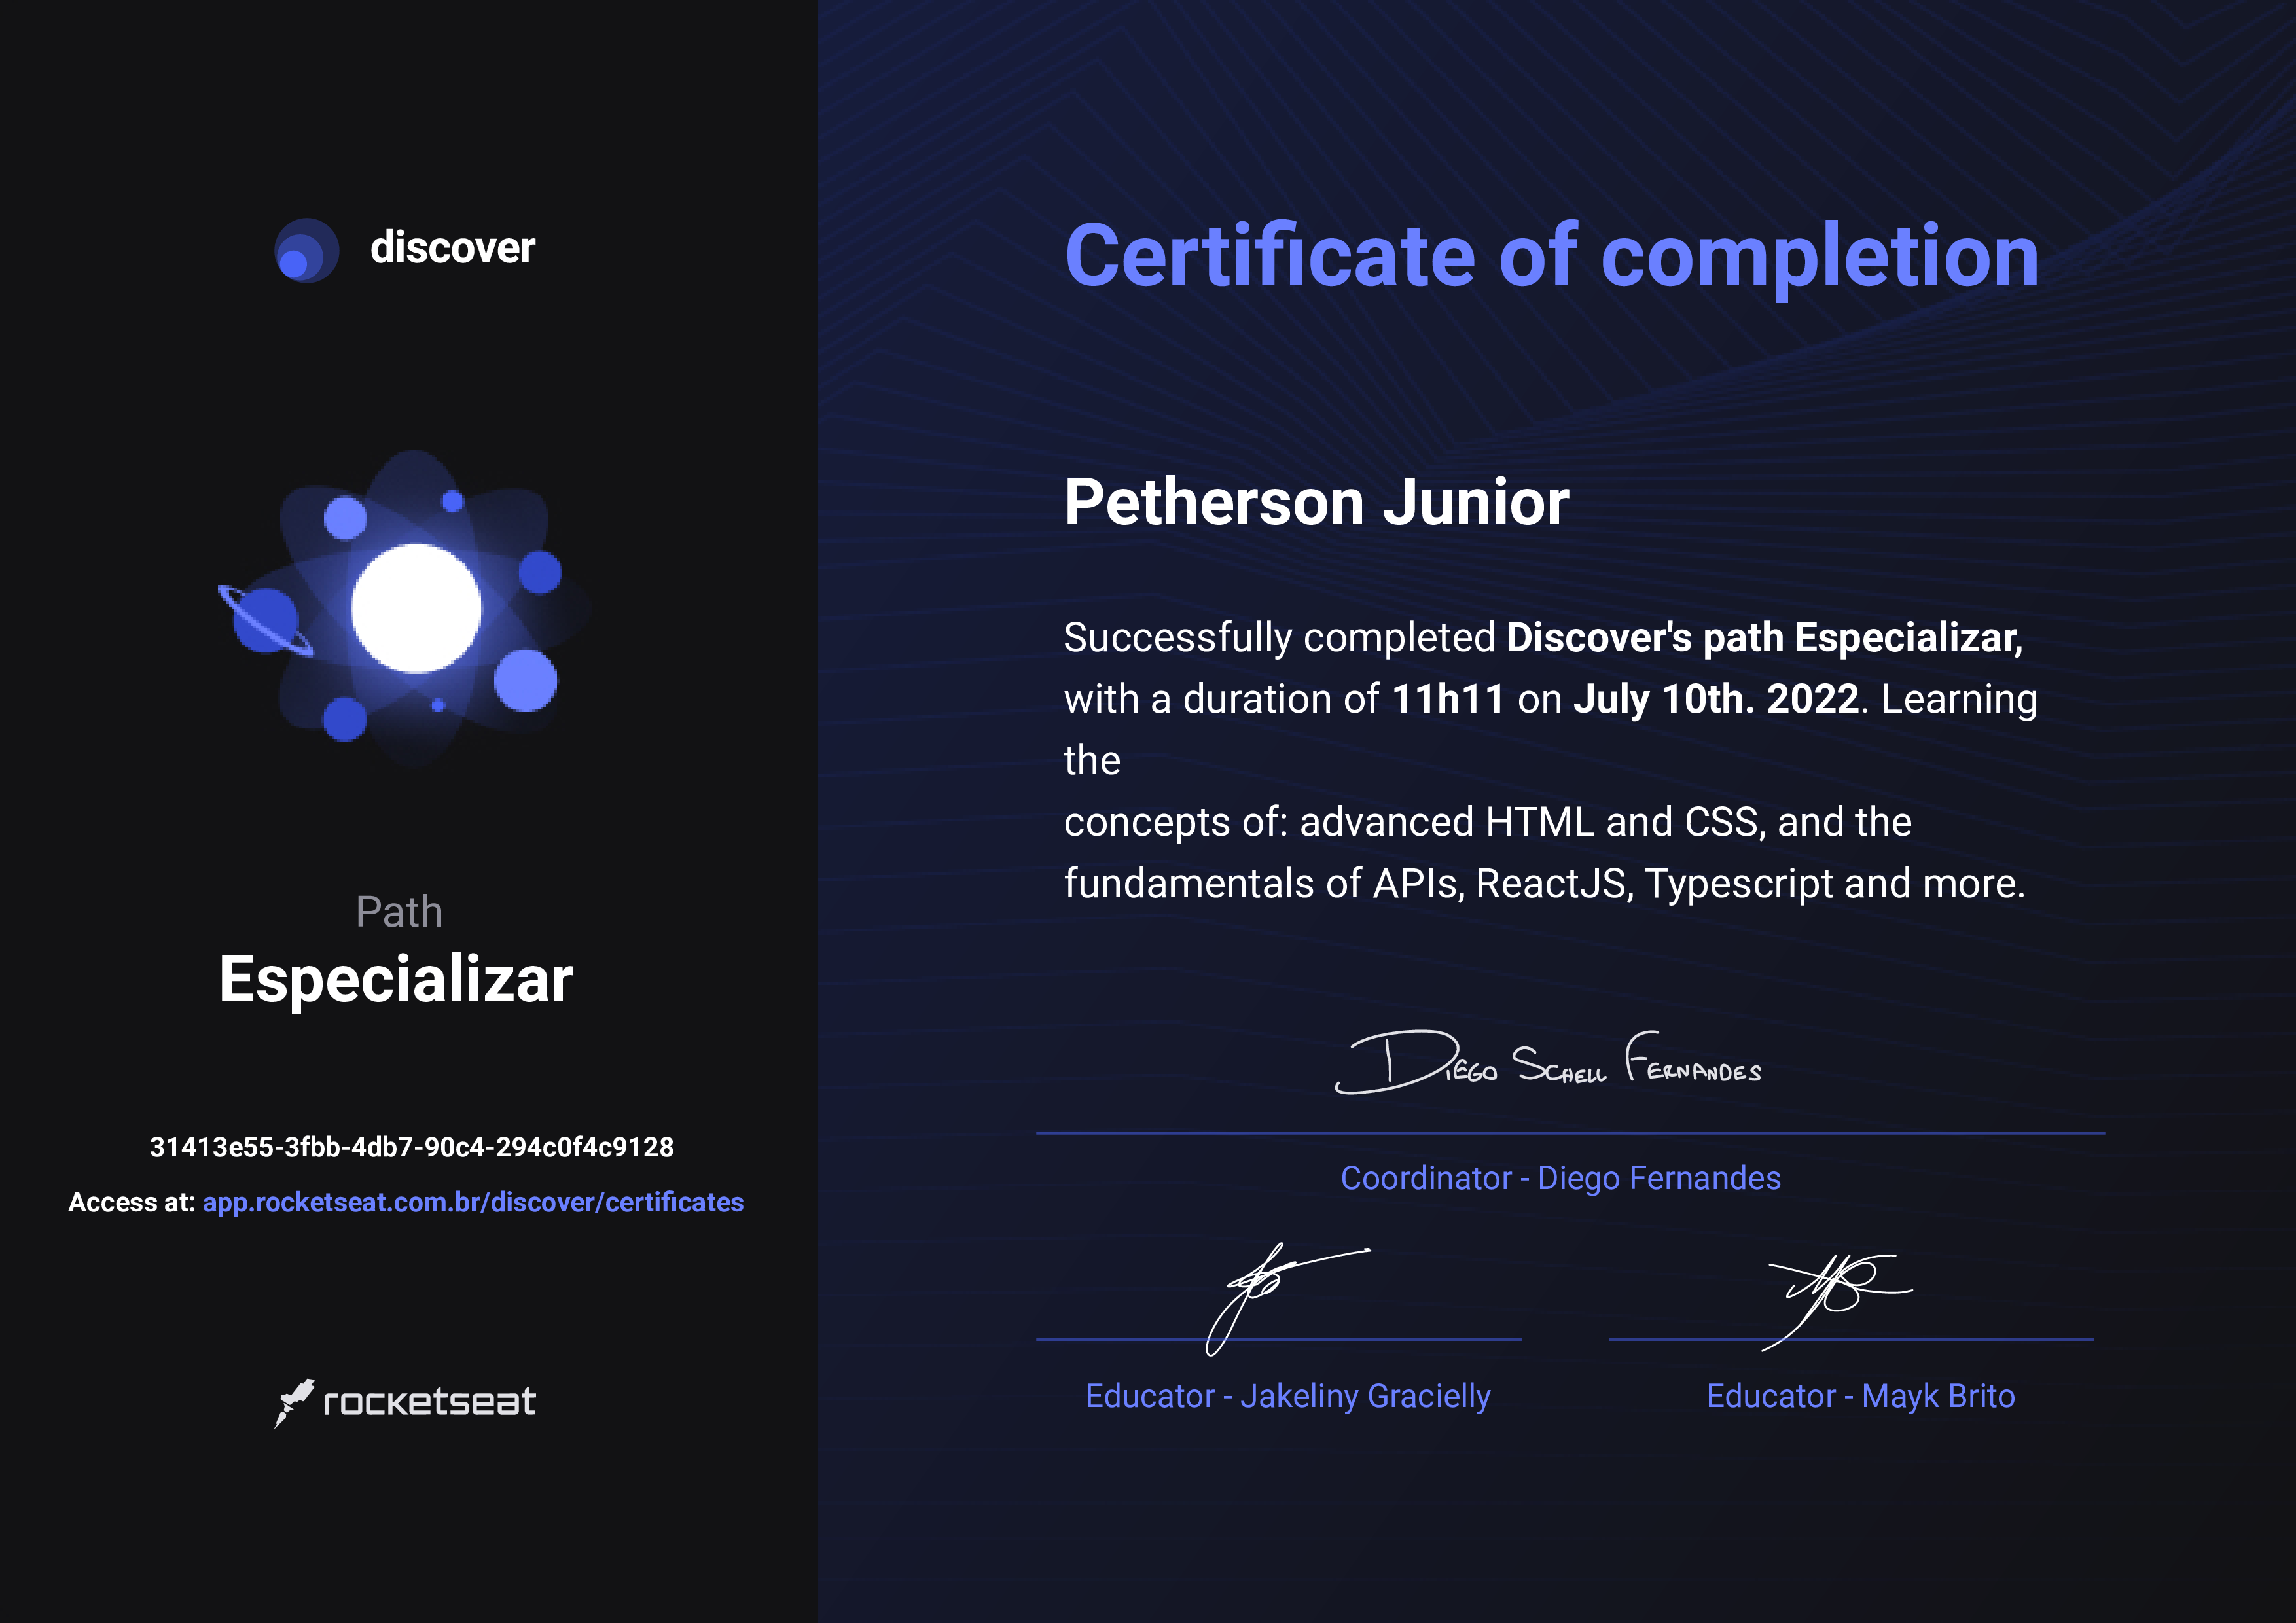 discover
Path
Especializar
31413e55-3fbb-4db7-90c4-294c0f4c9128
Access at: app.rocketseat.com.br/discover/certificates
rocketseat
Certificate of completion
Petherson Junior
Successfully completed Discover's path Especializar,
with a duration of 11h11 on July 10th. 2022. Learning
the
concepts of: advanced HTML and CSS, and the
fundamentals of APIs, ReactJS, Typescript and more.
DIEGO SCHELL FERNANDES
Coordinator - Diego Fernandes
Educator - Jakeliny Gracielly
Educator - Mayk Brito